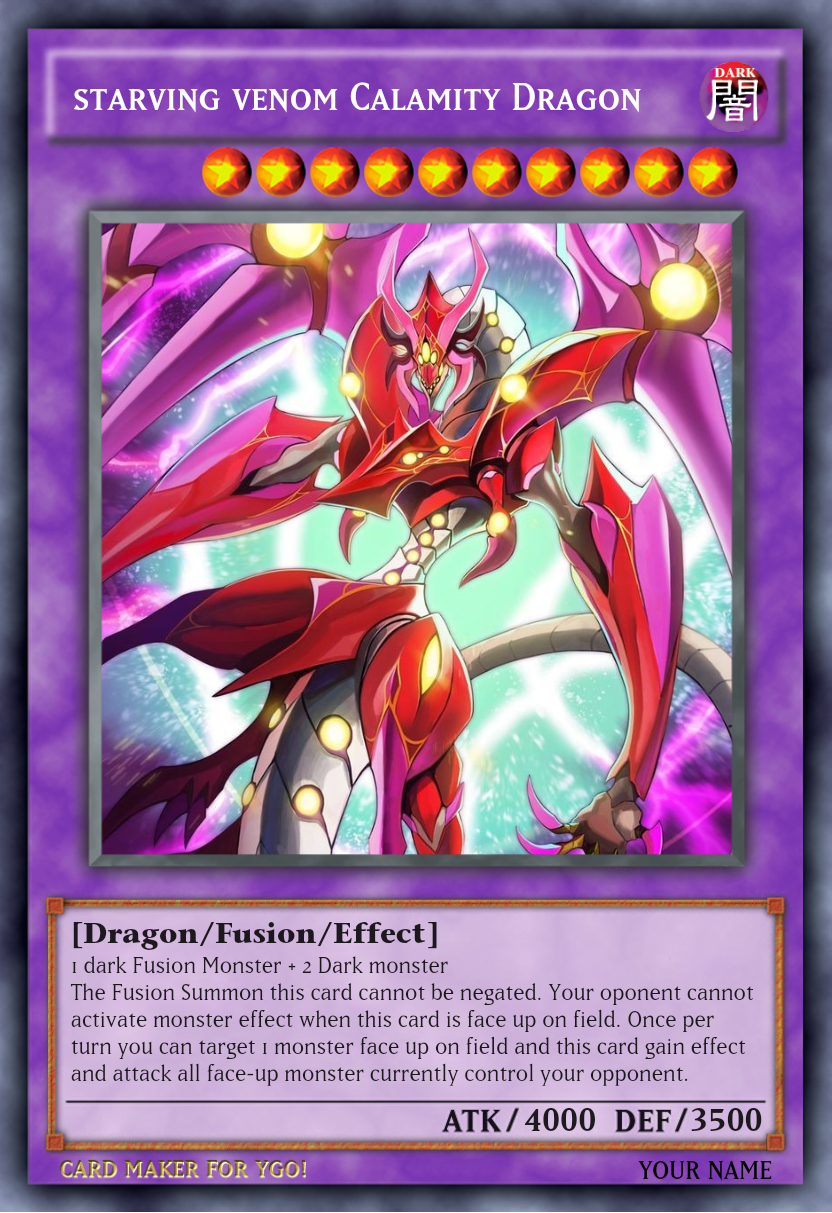 starving venom Calamity Dragon
DARK
闇
[Dragon/Fusion/Effect]
1 dark Fusion Monster + 2 Dark monster
The Fusion Summon this card cannot be negated. Your oponent cannot
activate monster effect when this card is face up on field. Once per
turn you can target 1 monster face up on field and this card gain effect
and attack all face-up monster currently control your opponent.
ATK/4000 DEF/3500
CARD MAKER FOR YGO! YOUR NAME